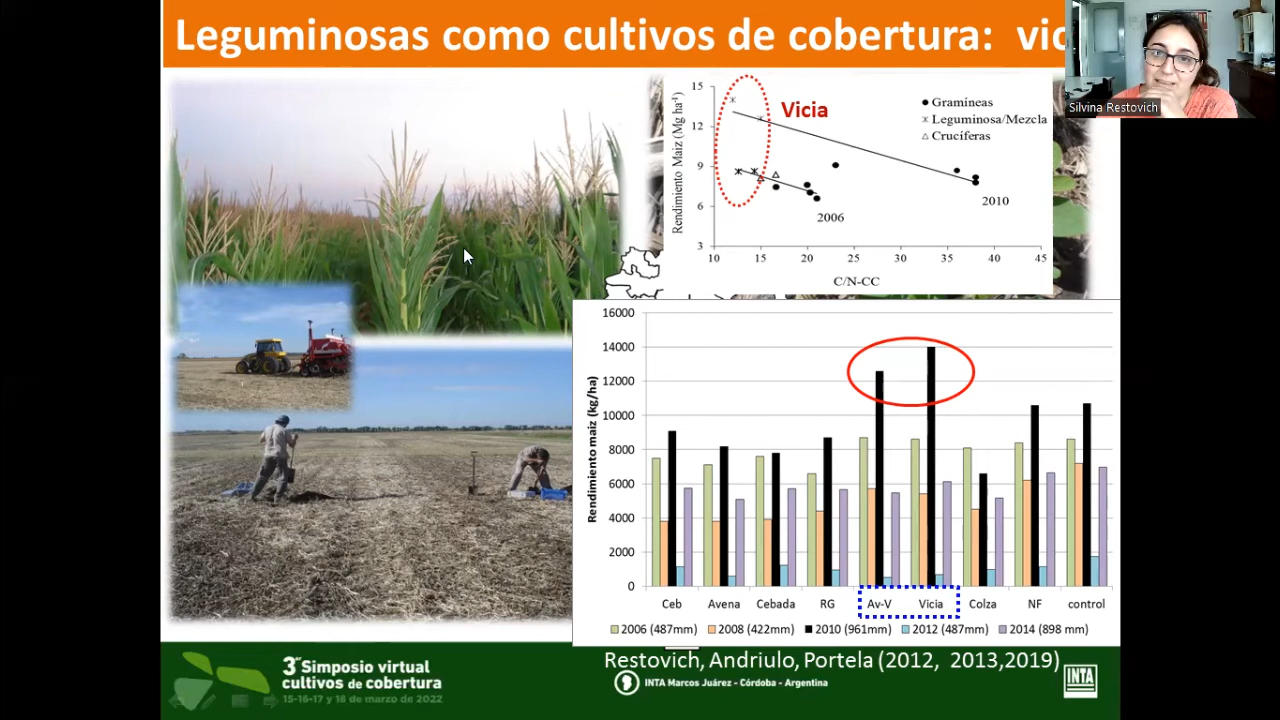 Leguminosas como cultivos de cobertura:
Silvina Restovich
Rendimiento Maiz (Mg ha⁻¹)
15
12
9
6
3
Vicia
Gramíneas
Leguminosa/Mezcla
Crucíferas
2006
2010
10 15 20 25 30 35 40 45
C/N-CC
Rendimiento maiz (kg/ha)
16000
14000
12000
10000
8000
6000
4000
2000
0
Ceb Avena Cebada RG Av-V Vicia Colza NF control
2006 (487mm) 2008 (422mm) 2010 (961mm) 2012 (487mm) 2014 (898 mm)
Restovich, Andriulo, Portela (2012, 2013,2019)
3er Simposio virtual
cultivos de cobertura
15-16-17 y 18 de marzo de 2022
INTA Marcos Juárez - Córdoba - Argentina
INTA